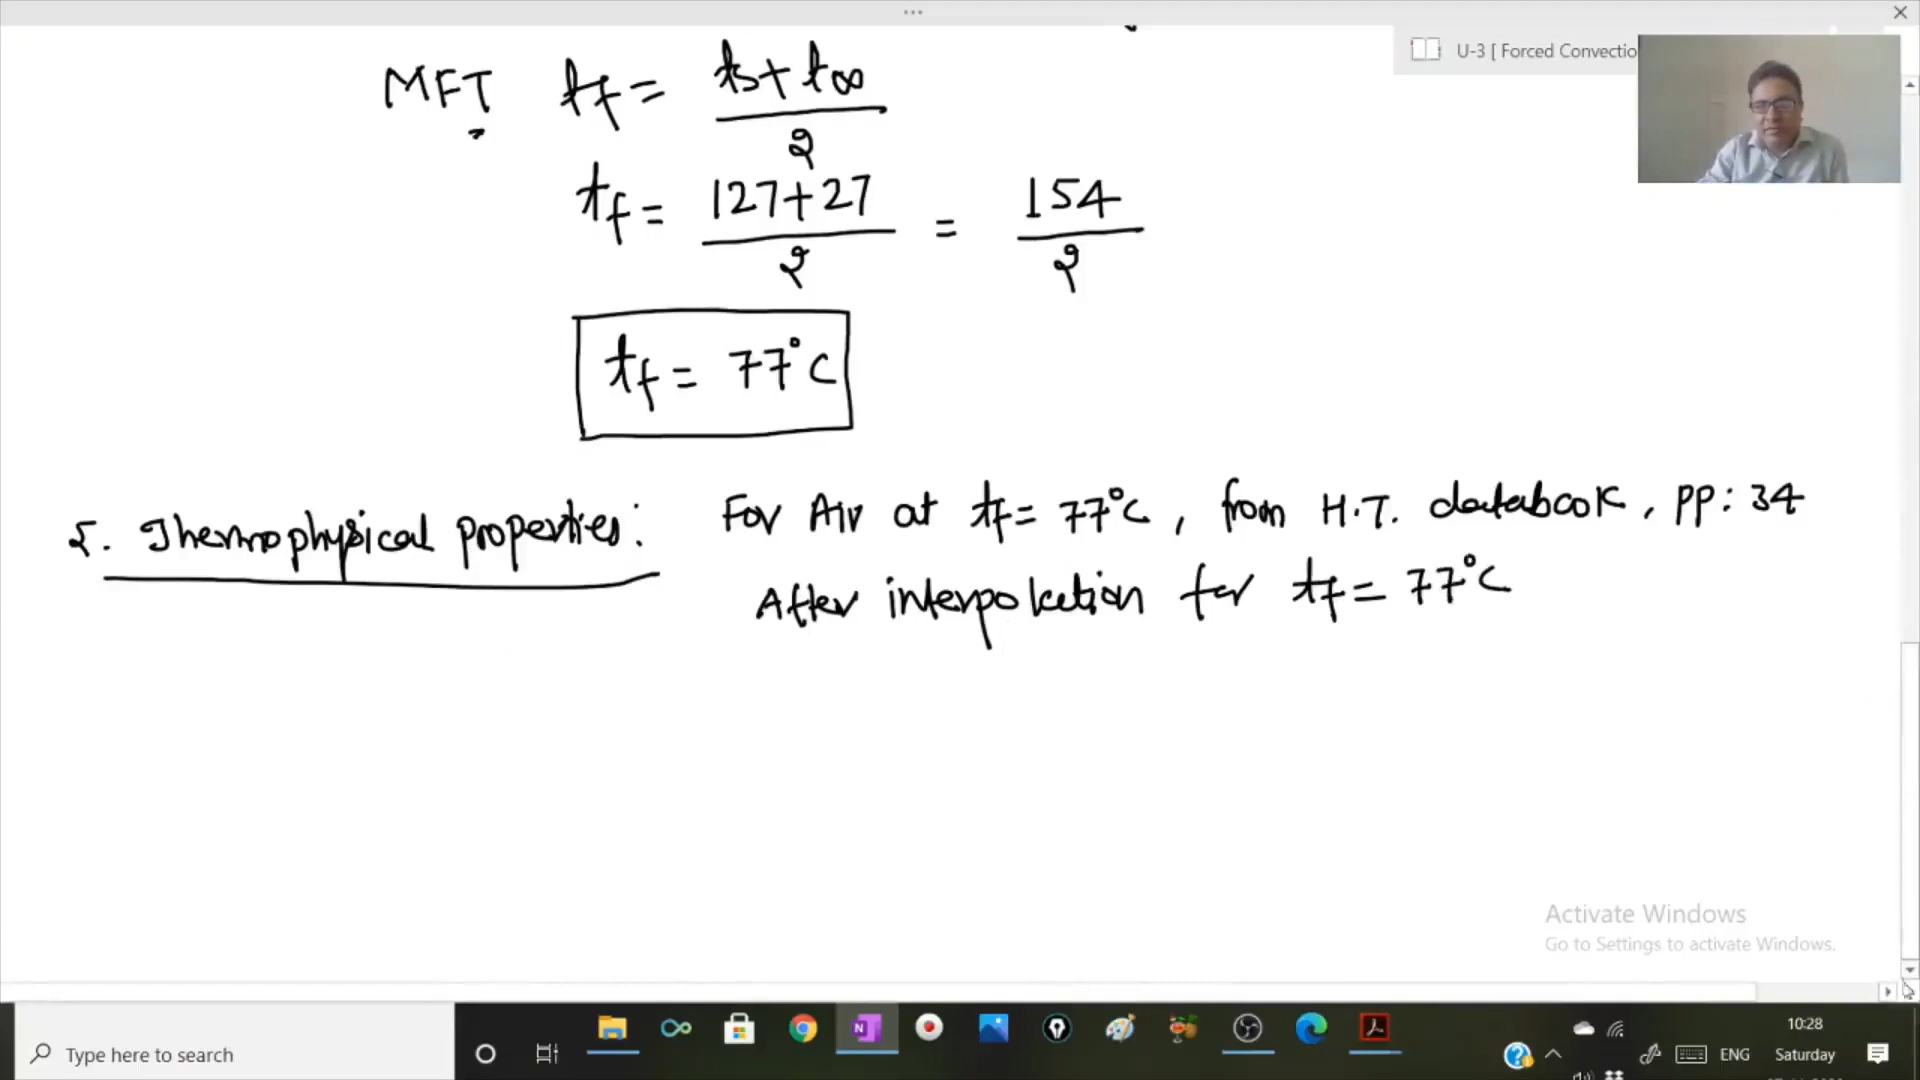 U-3 [ Forced Convectio
MFT tf = ts + t∞ / 2
tf = 127+27 / 2 = 154 / 2
tf = 77°C
2. Thermophysical properties: For Air at tf = 77°C, from H.T. databook, pp: 34
After interpolation for tf = 77°C
Activate Windows
Go to Settings to activate Windows.
Type here to search
10:28
ENG Saturday